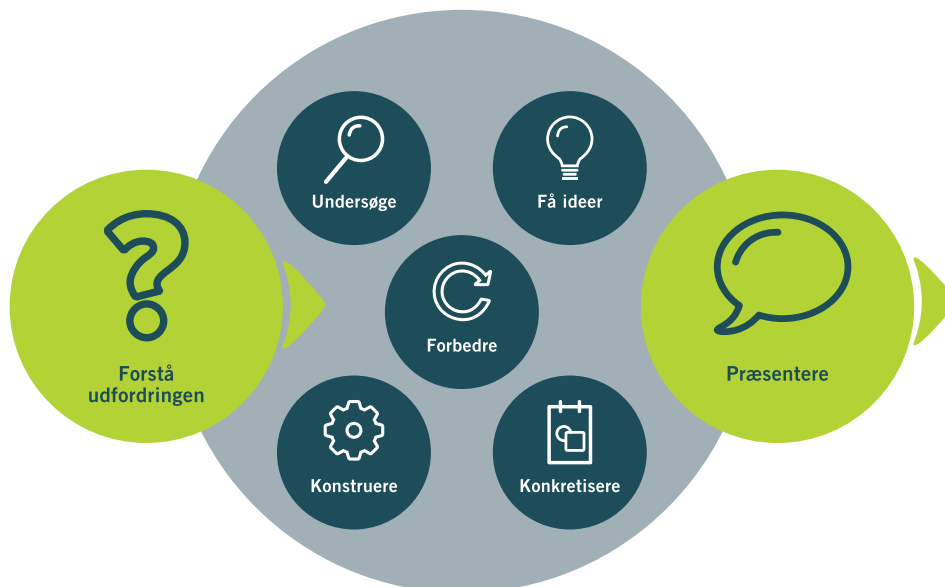 Undersøge
Få ideer
Forbedre
Forstå
udfordringen
Præsentere
Konstruere
Konkretisere